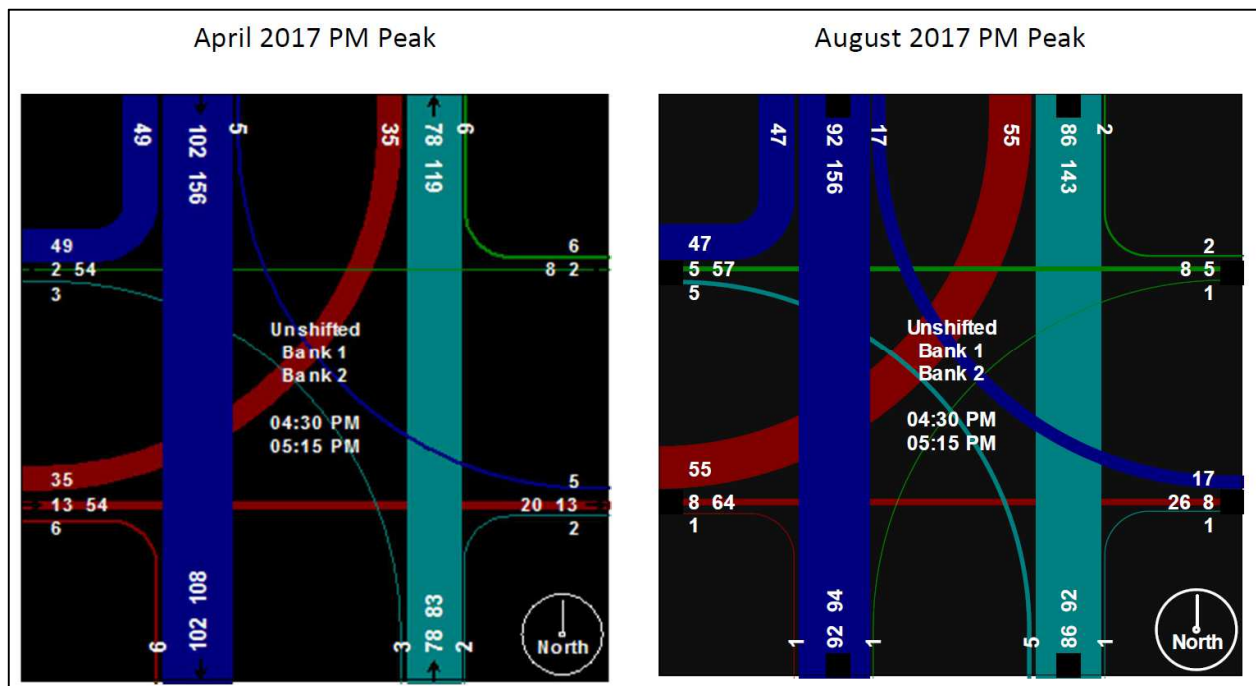 April 2017 PM Peak
August 2017 PM Peak
49 102 156 5 35 78 119 6
49 6
2 54 8 2
3
Unshifted
Bank 1
Bank 2
04:30 PM
05:15 PM
35 5
13 54 20 13
6 2
6 102 108 3 78 83 2
North
47 92 156 17 55 86 143 2
47 2
5 57 8 5
5 1
Unshifted
Bank 1
Bank 2
04:30 PM
05:15 PM
55 17
8 64 26 8
1 1
1 92 94 1 5 86 92 1
North